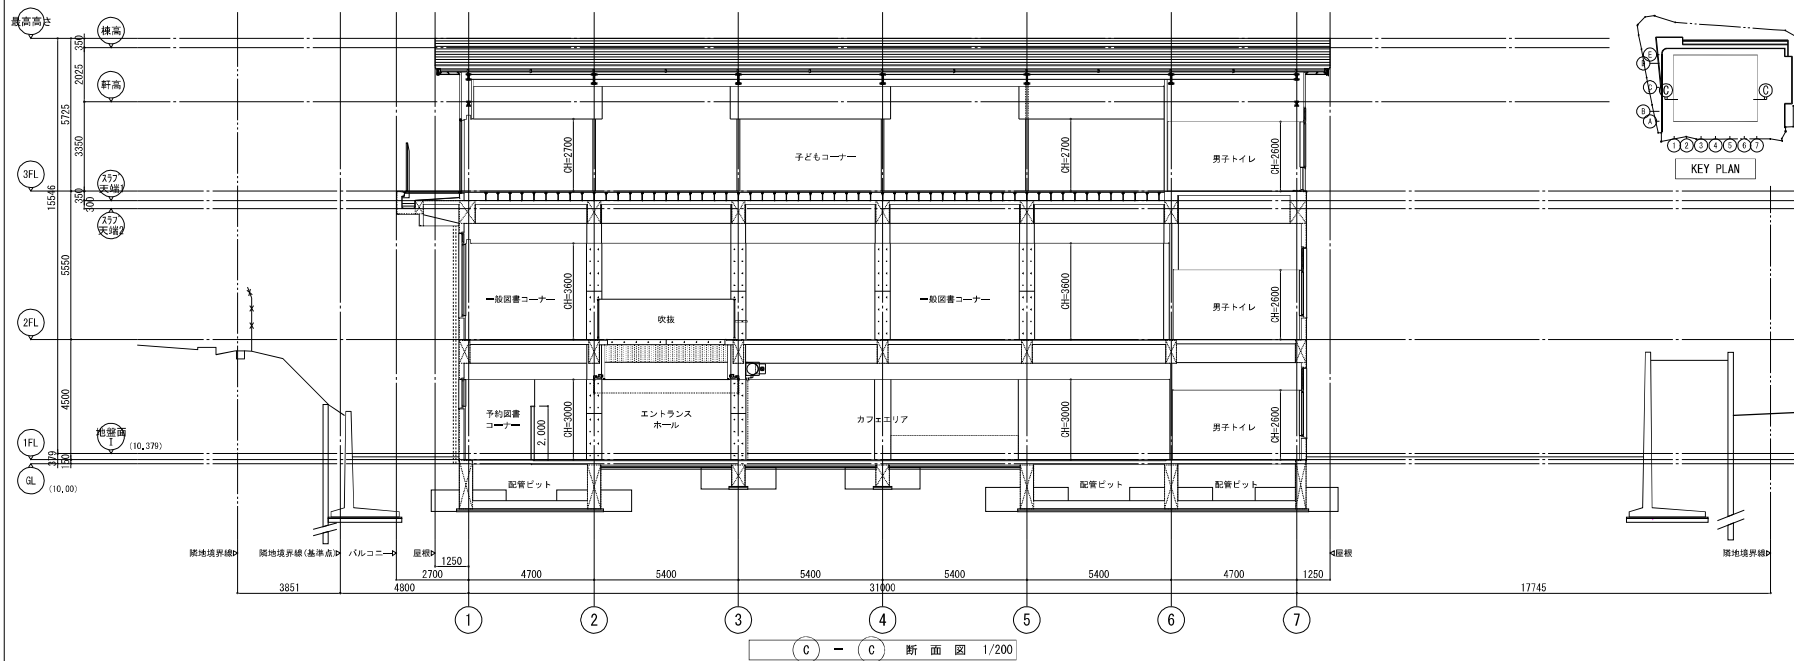 最高高さ
棟高
軒高
3FL
スラブ
天端1
スラブ
天端2
2FL
1FL
地盤面
I
(10.379)
GL
(10.00)
350
2025
5725
3350
15546
350
300
5550
4500
379
150
子どもコーナー
CH=2700
CH=2700
男子トイレ
CH=2600
一般図書コーナー
CH=3600
吹抜
一般図書コーナー
CH=3600
男子トイレ
CH=2600
予約図書
コーナー
2,000
CH=3000
エントランス
ホール
カフェエリア
CH=3000
男子トイレ
CH=2600
配管ピット
配管ピット
配管ピット
隣地境界線
隣地境界線(基準点)
バルコニー
屋根
屋根
隣地境界線
1250
2700
4700
5400
5400
5400
5400
4700
1250
3851
4800
31000
17745
1
2
3
4
5
6
7
C - C 断面図 1/200
E
D
C
B
A
C
C
1
2
3
4
5
6
7
KEY PLAN